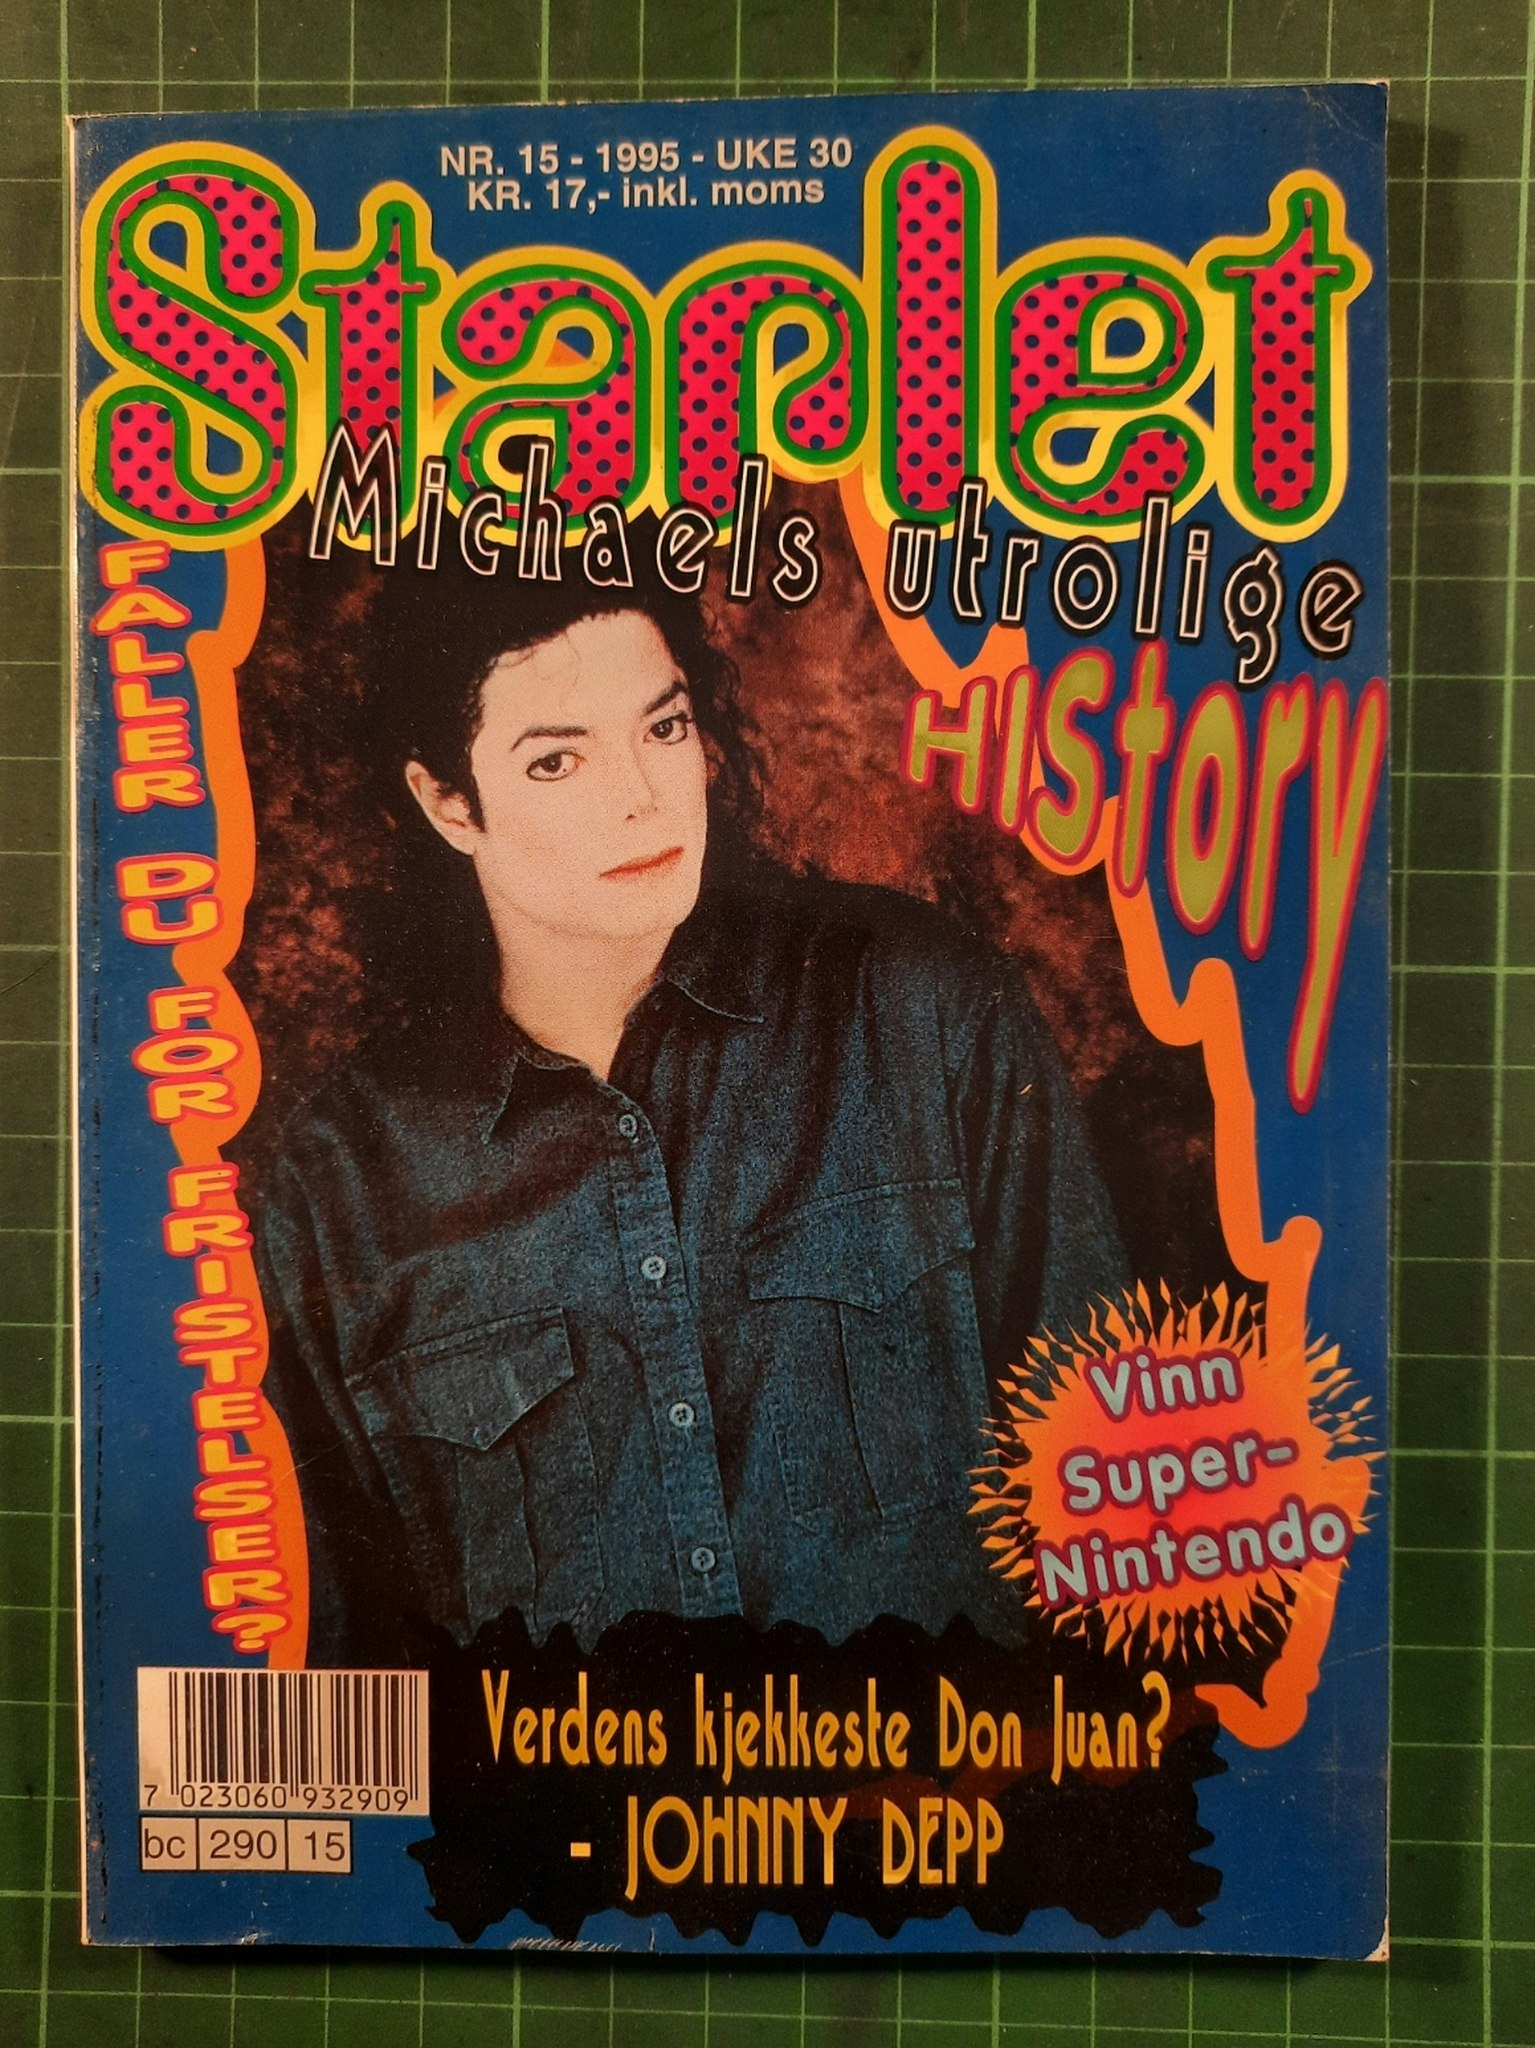 NR. 15 - 1995 - UKE 30
KR. 17,- inkl. moms
Starlet
Michaels utrolige
HIStory
FALLER DU FOR FRISTELSER?
Vinn
Super-
Nintendo
Verdens kjekkeste Don Juan?
- JOHNNY DEPP
7 023060 932909
bc 290 15